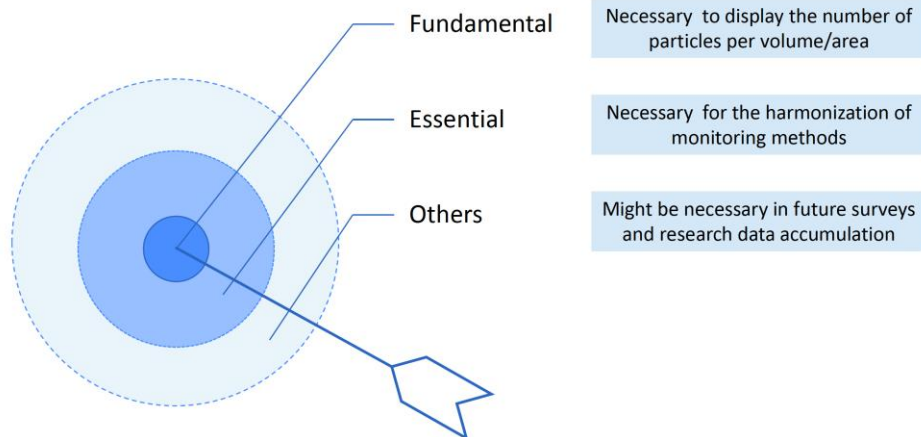 Fundamental
Necessary to display the number of
particles per volume/area
Essential
Necessary for the harmonization of
monitoring methods
Others
Might be necessary in future surveys
and research data accumulation